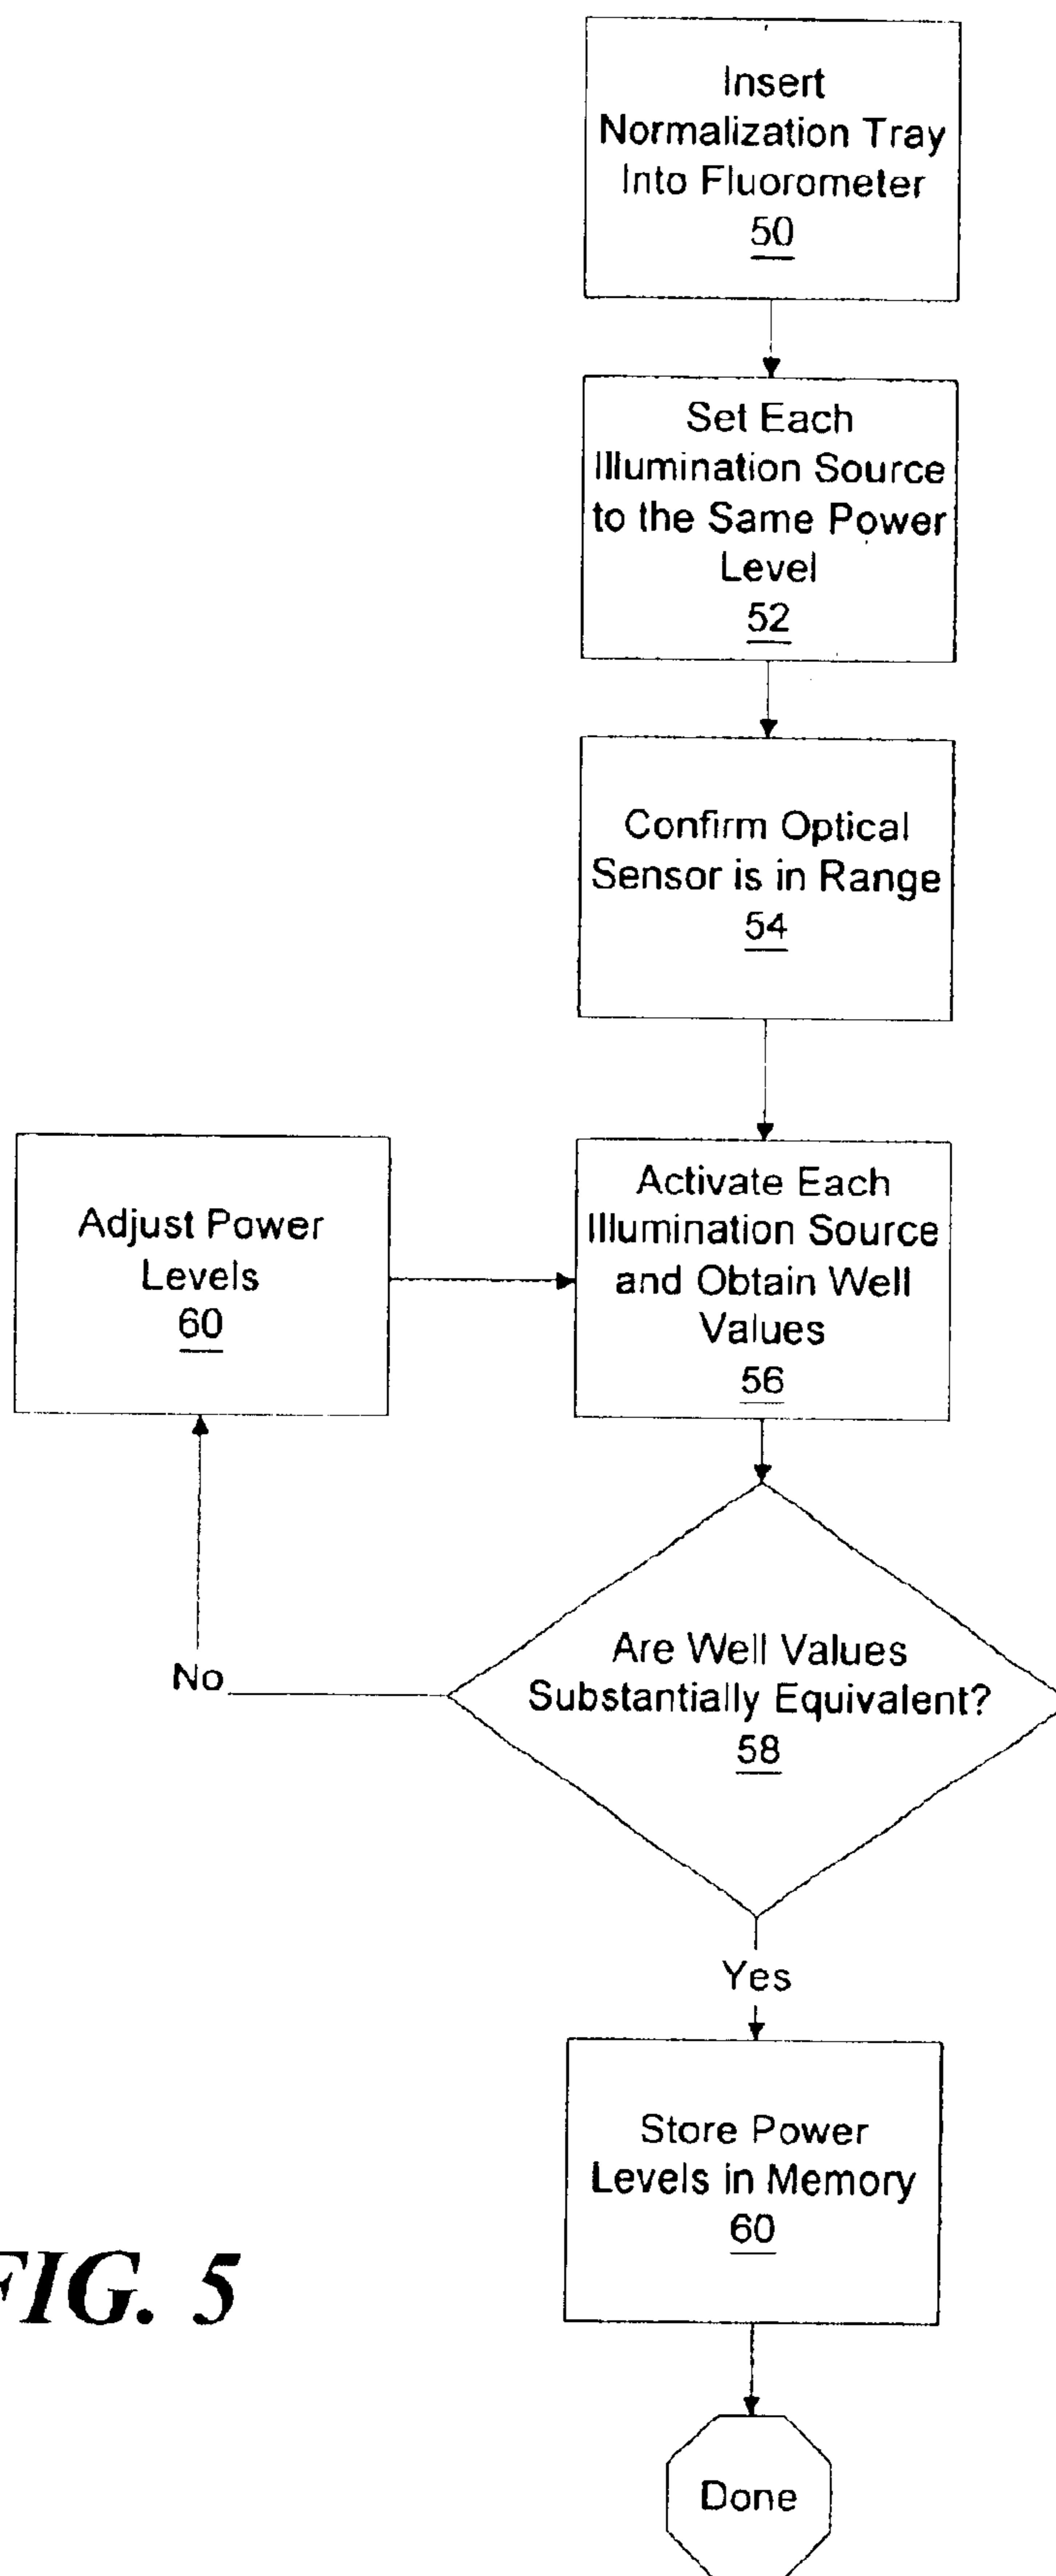 Insert
Normalization Tray
Into Fluorometer
50
Set Each
Illumination Source
to the Same Power
Level
52
Confirm Optical
Sensor is in Range
54
Activate Each
Illumination Source
and Obtain Well
Values
56
Adjust Power
Levels
60
Are Well Values
Substantially Equivalent?
58
No
Yes
Store Power
Levels in Memory
60
FIG. 5
Done